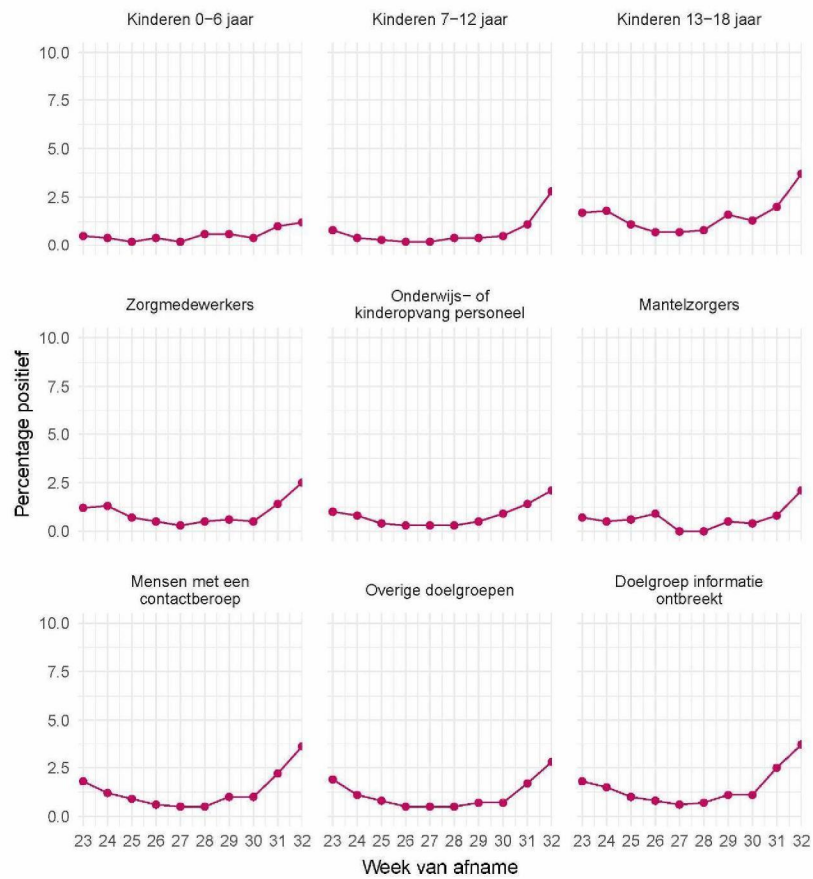 Kinderen 0−6 jaar
Kinderen 7−12 jaar
Kinderen 13−18 jaar
10.0
7.5
5.0
2.5
0.0
Zorgmedewerkers
Onderwijs− of
kinderopvang personeel
Mantelzorgers
10.0
7.5
5.0
2.5
0.0
Percentage positief
Mensen met een
contactberoep
Overige doelgroepen
Doelgroep informatie
ontbreekt
10.0
7.5
5.0
2.5
0.0
23 24 25 26 27 28 29 30 31 32
23 24 25 26 27 28 29 30 31 32
23 24 25 26 27 28 29 30 31 32
Week van afname